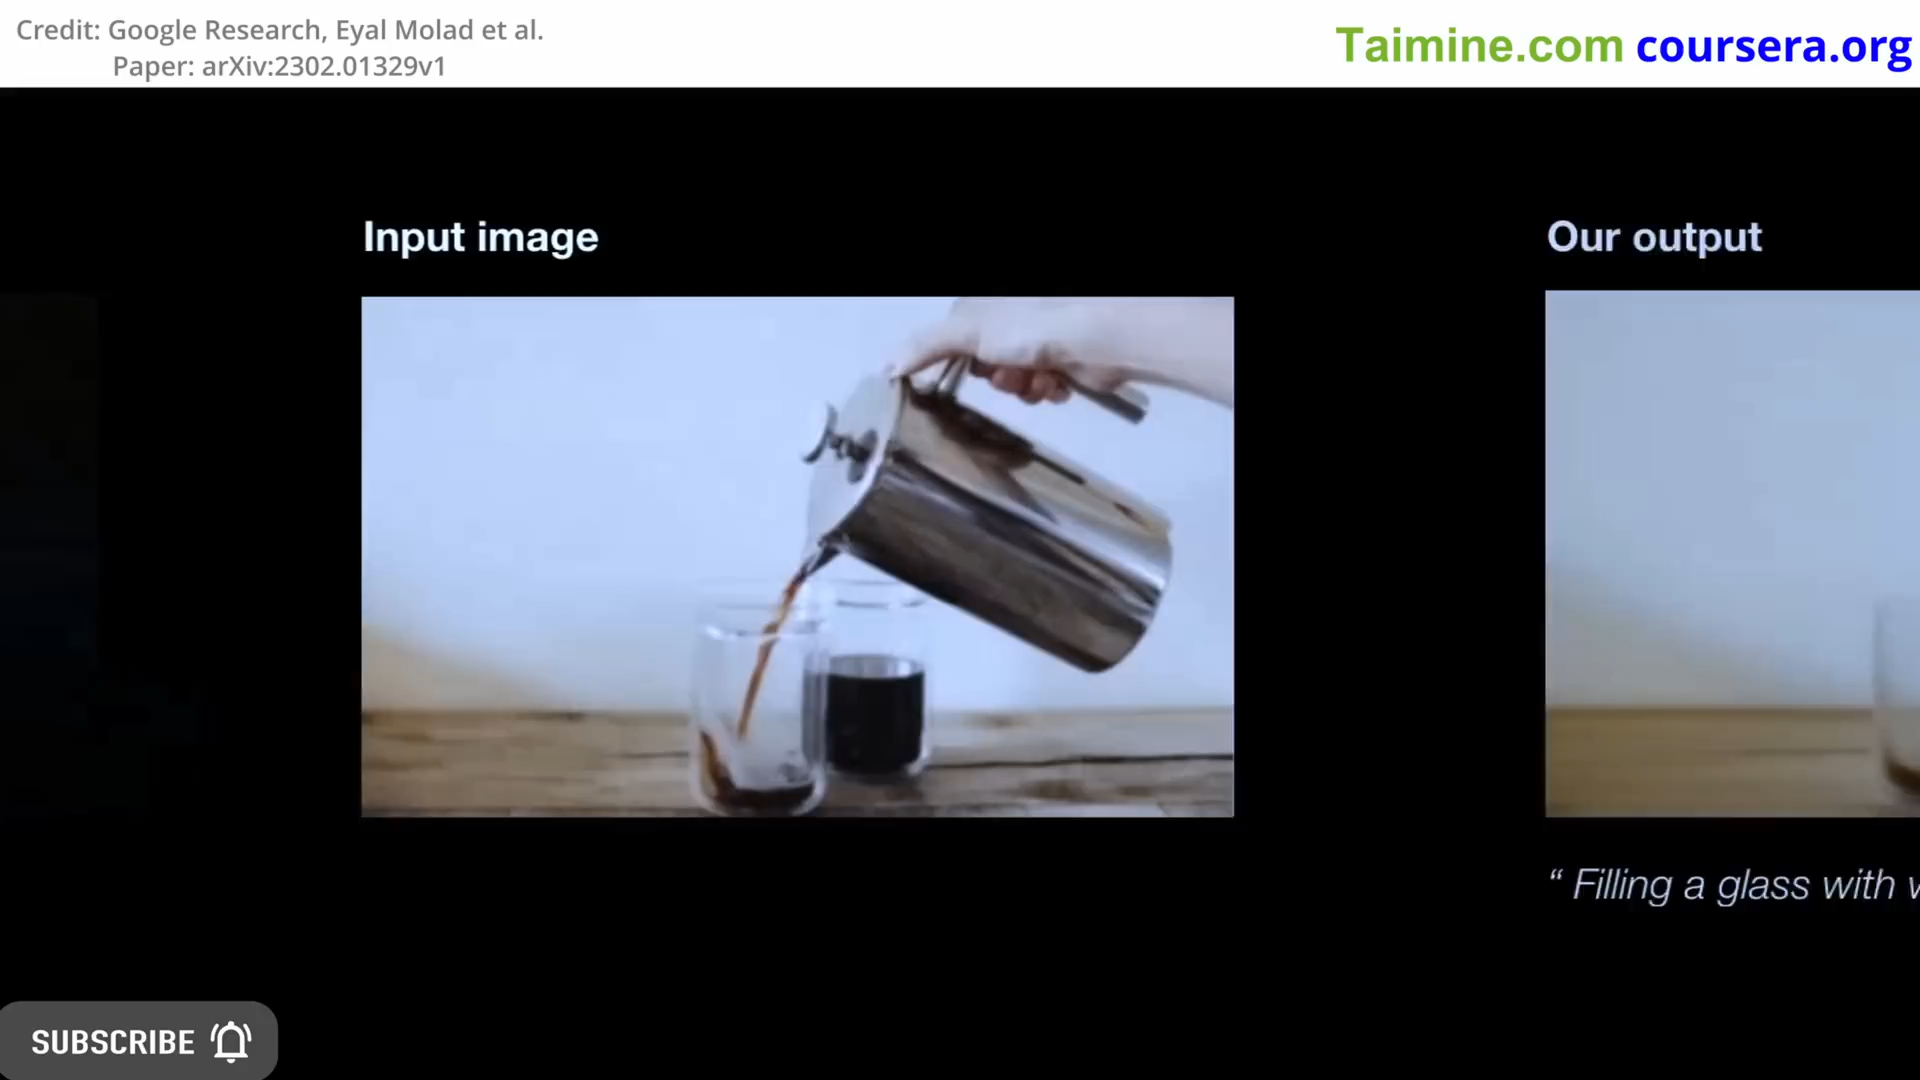 Credit: Google Research, Eyal Molad et al.
Paper: arXiv:2302.01329v1
Taimine.com coursera.org
Input image
Our output
“ Filling a glass with
SUBSCRIBE